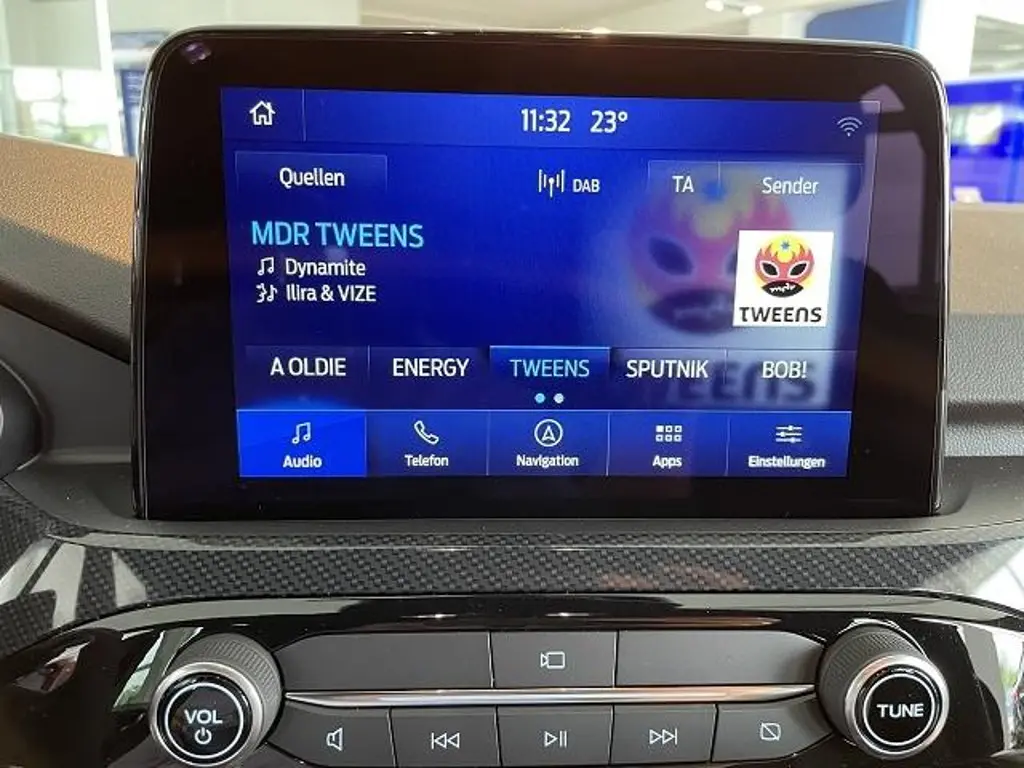 11:32 23°
Quellen
DAB
TA
Sender
MDR TWEENS
Dynamite
Ilira & VIZE
mdr
TWEENS
A OLDIE
ENERGY
TWEENS
SPUTNIK
BOB!
Audio
Telefon
Navigation
Apps
Einstellungen
VOL
TUNE